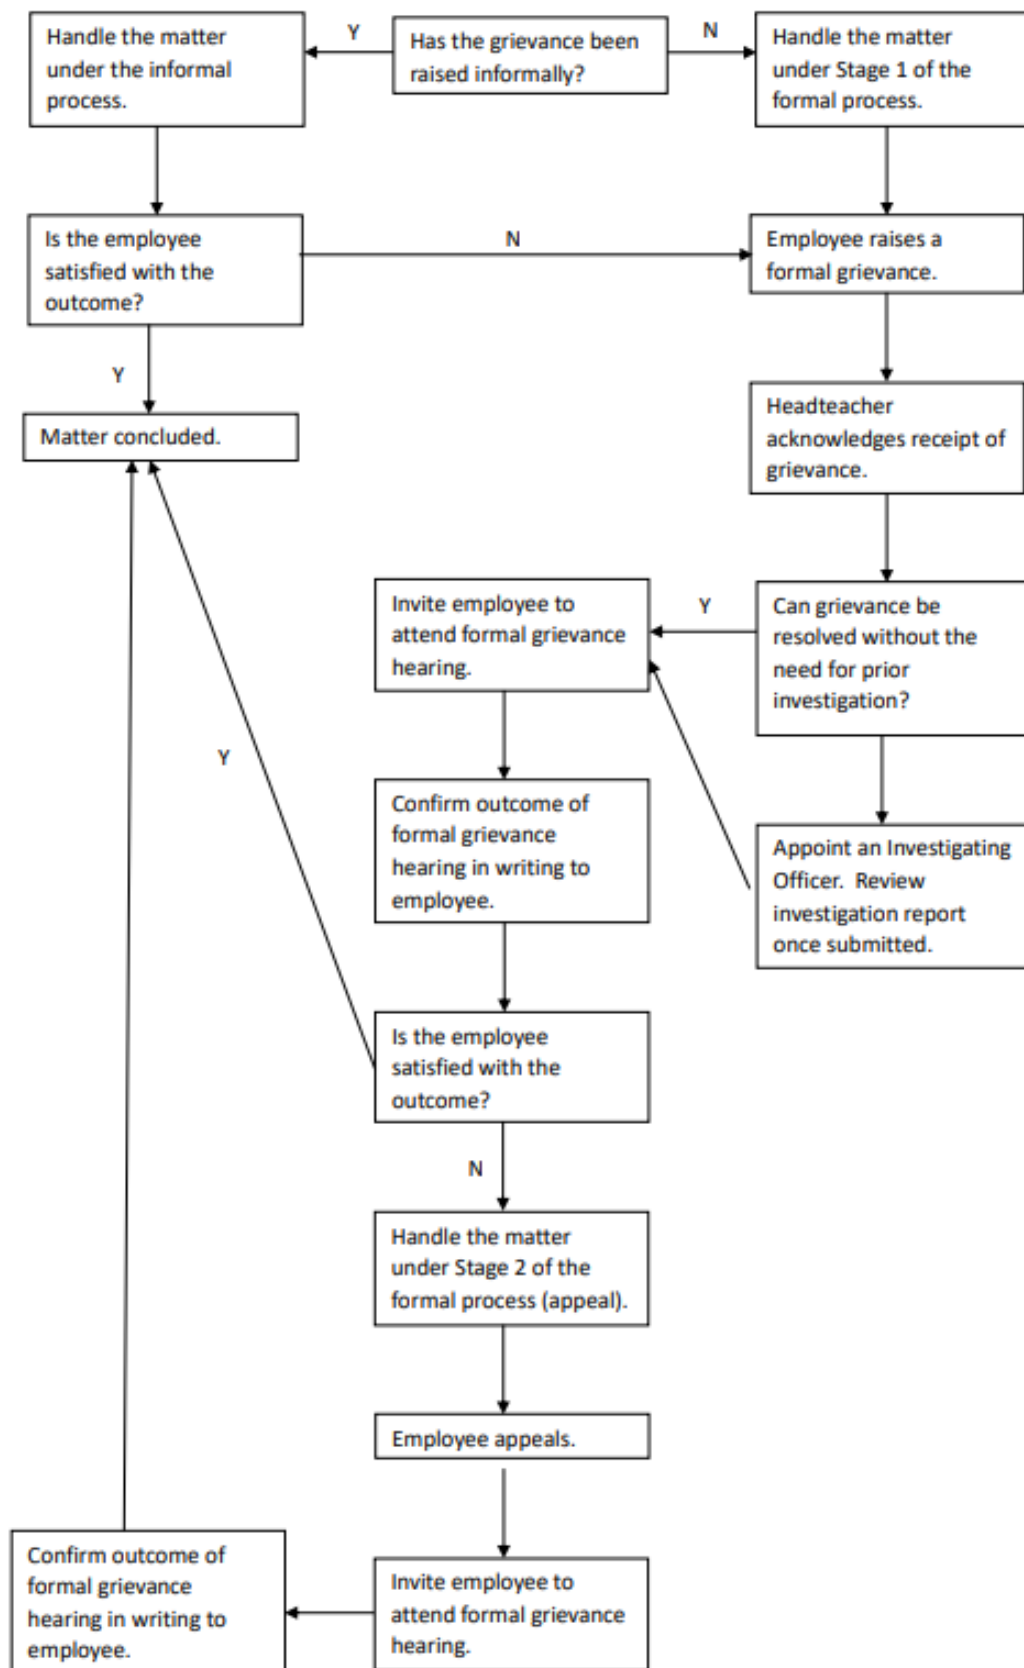 Handle the matter
under the informal
process.
Y
Has the grievance been
raised informally?
N
Handle the matter
under Stage 1 of the
formal process.
Is the employee
satisfied with the
outcome?
N
Employee raises a
formal grievance.
Y
Matter concluded.
Headteacher
acknowledges receipt of
grievance.
Invite employee to
attend formal grievance
hearing.
Y
Can grievance be
resolved without the
need for prior
investigation?
Y
Confirm outcome of
formal grievance
hearing in writing to
employee.
Appoint an Investigating
Officer. Review
investigation report
once submitted.
Is the employee
satisfied with the
outcome?
N
Handle the matter
under Stage 2 of the
formal process (appeal).
Employee appeals.
Confirm outcome of
formal grievance
hearing in writing to
employee.
Invite employee to
attend formal grievance
hearing.